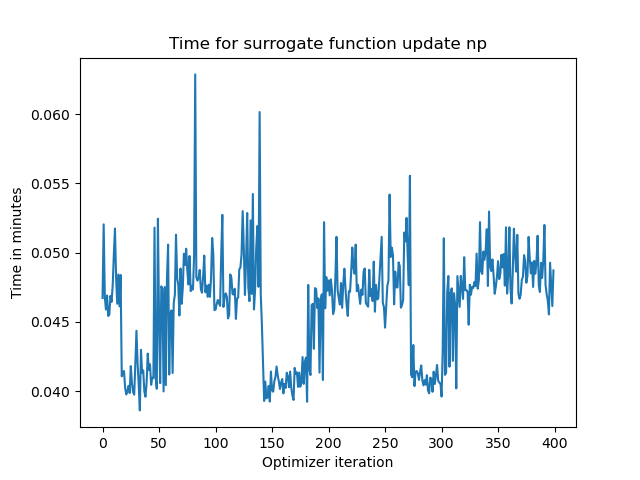 Time for surrogate function update np
0.060
0.055
0.050
0.045
0.040
Time in minutes
0 50 100 150 200 250 300 350 400
Optimizer iteration